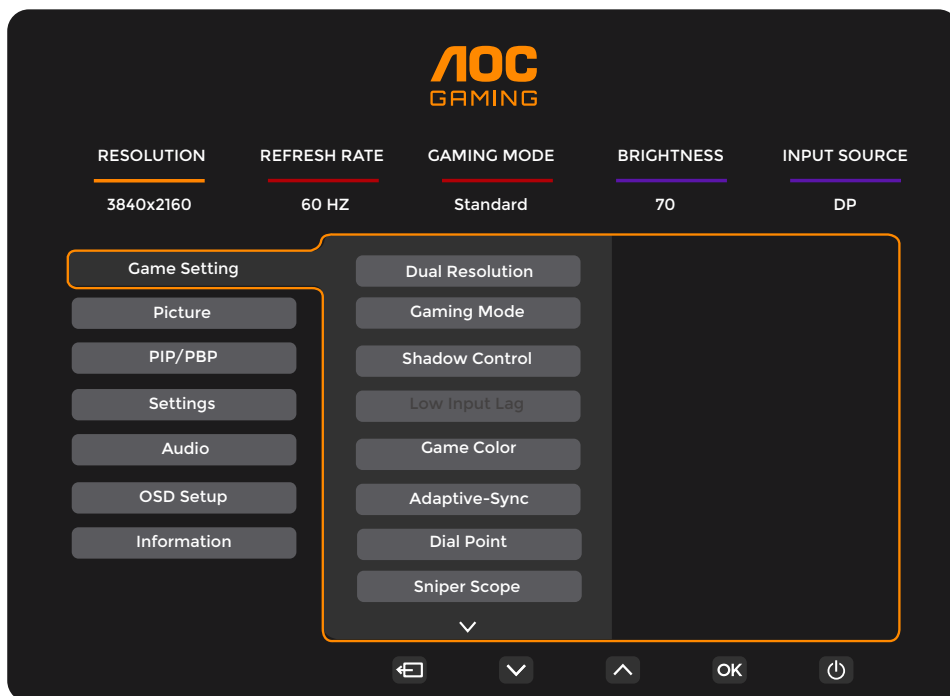 AOC
GAMING
RESOLUTION REFRESH RATE GAMING MODE BRIGHTNESS INPUT SOURCE
3840x2160 60 HZ Standard 70 DP
Game Setting
Picture
PIP/PBP
Settings
Audio
OSD Setup
Information
Dual Resolution
Gaming Mode
Shadow Control
Low Input Lag
Game Color
Adaptive-Sync
Dial Point
Sniper Scope
OK